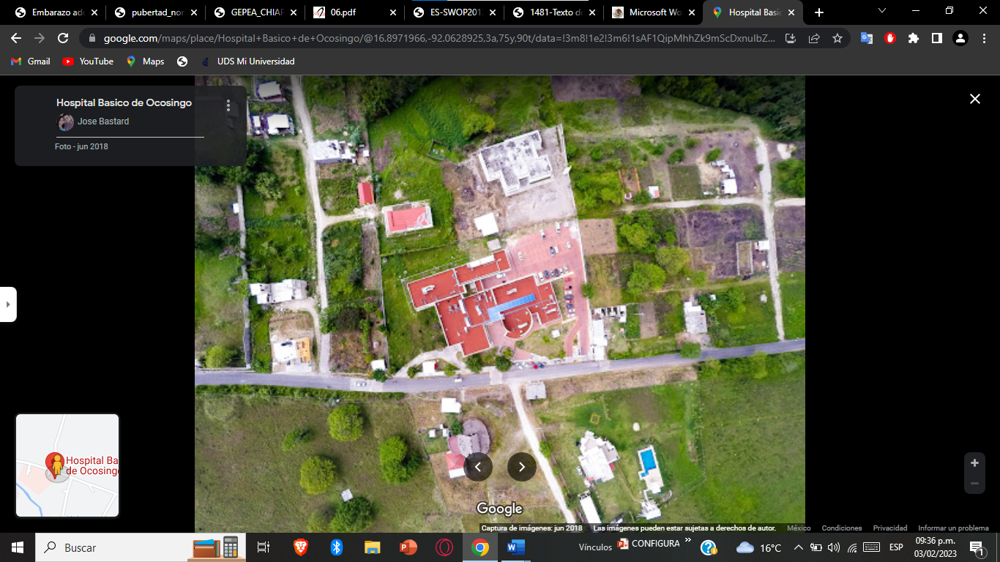 Embarazo ad
pubertad_no
GEPEA_CHIAP
06.pdf
ES-SWOP201
1481-Texto d
Microsoft Wo
Hospital Basic
google.com/maps/place/Hospital+Basico+de+Ocosingo/@16.8971966,-92.0628925,3a,75y,90t/data=!3m8!1e2!3m6!1sAF1QipMhhZk9mScDxnuIbZ...
Gmail
YouTube
Maps
UDS Mi Universidad
Hospital Basico de Ocosingo
Jose Bastard
Foto - jun 2018
Hospital Ba
de Ocosingo
Google
Captura de imágenes: jun 2018
Las imágenes pueden estar sujetas a derechos de autor.
México
Condiciones
Privacidad
Informar un problema
Buscar
Vínculos
CONFIGURA
»
16°C
ESP
09:36 p.m.
03/02/2023
1